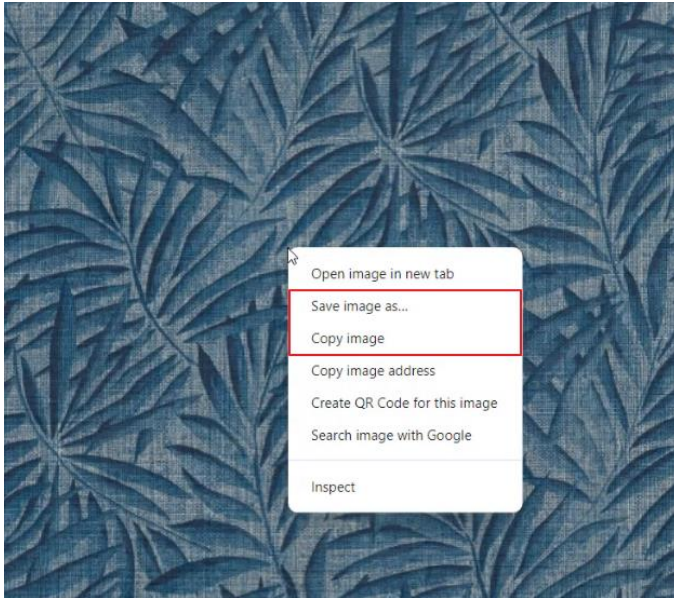 Open image in new tab
Save image as...
Copy image
Copy image address
Create QR Code for this image
Search image with Google
Inspect